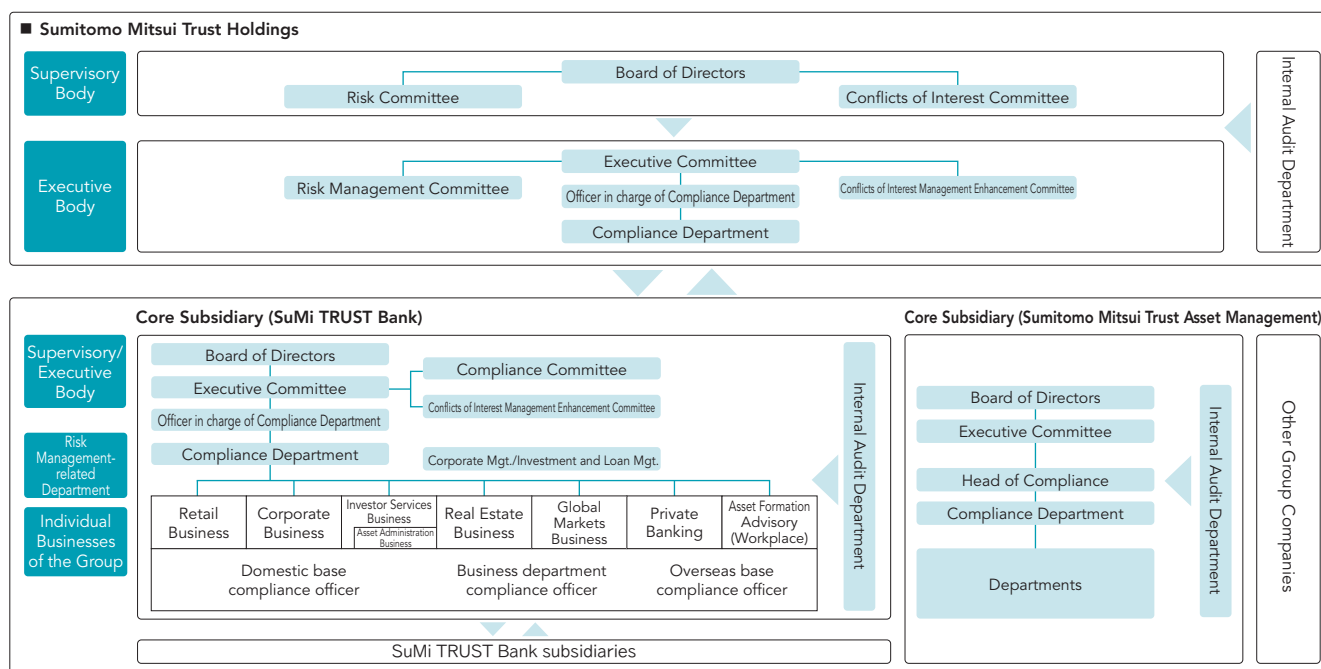 ■ Sumitomo Mitsui Trust Holdings
Supervisory
Body
Board of Directors
Risk Committee
Conflicts of Interest Committee
Internal Audit Department
Executive
Body
Executive Committee
Risk Management Committee
Officer in charge of Compliance Department
Conflicts of Interest Management Enhancement Committee
Compliance Department
Core Subsidiary (SuMi TRUST Bank)
Supervisory/
Executive
Body
Board of Directors
Executive Committee
Compliance Committee
Officer in charge of Compliance Department
Conflicts of Interest Management Enhancement Committee
Risk
Management-
related
Department
Compliance Department
Corporate Mgt./Investment and Loan Mgt.
Individual
Businesses
of the Group
Retail
Business
Corporate
Business
Investor Services
Business
Asset Administration
Business
Real Estate
Business
Global
Markets
Business
Private
Banking
Asset Formation
Advisory
(Workplace)
Domestic base
compliance officer
Business department
compliance officer
Overseas base
compliance officer
Internal Audit Department
SuMi TRUST Bank subsidiaries
Core Subsidiary (Sumitomo Mitsui Trust Asset Management)
Board of Directors
Executive Committee
Head of Compliance
Compliance Department
Departments
Internal Audit Department
Other Group Companies